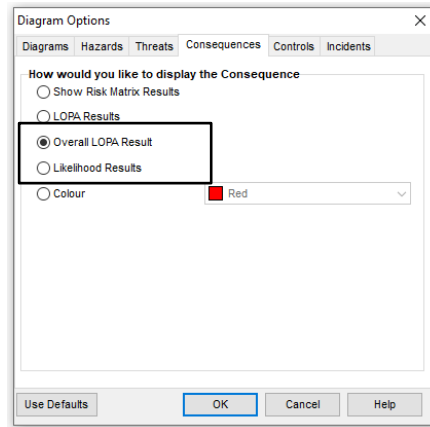 Diagram Options
Diagrams Hazards Threats Consequences Controls Incidents
How would you like to display the Consequence
Show Risk Matrix Results
LOPA Results
Overall LOPA Result
Likelihood Results
Colour Red
Use Defaults OK Cancel Help